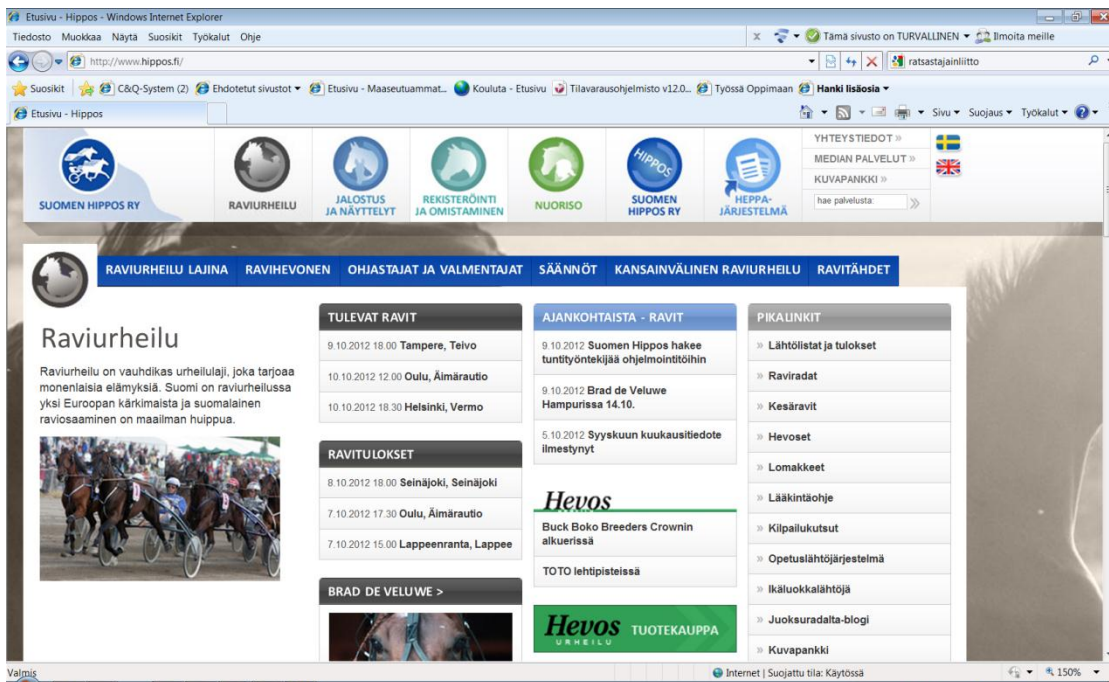 Etusivu - Hippos - Windows Internet Explorer
Tiedosto Muokkaa Näytä Suosikit Työkalut Ohje
x Tämä sivusto on TURVALLINEN Ilmoita meille
http://www.hippos.fi/
ratsastajainliitto
Suosikit C&Q-System (2) Ehdotetut sivustot Etusivu - Maaseutuammat... Kouluta - Etusivu Tilavarausohjelmisto v12.0... Työssä Oppimaan Hanki lisäosia
Etusivu - Hippos
Sivu Suojaus Työkalut
SUOMEN HIPPOS RY
RAVIURHEILU
JALOSTUS
JA NÄYTTELYT
REKISTERÖINTI
JA OMISTAMINEN
NUORISO
HIPPOS
SUOMEN
HIPPOS RY
HEPPA-
JÄRJESTELMÄ
YHTEYSTIEDOT »
MEDIAN PALVELUT »
KUVAPANKKI »
hae palvelusta: »
RAVIURHEILU LAJINA RAVIHEVONEN OHJASTAJAT JA VALMENTAJAT SÄÄNNÖT KANSAINVÄLINEN RAVIURHEILU RAVITÄHDET
Raviurheilu
Raviurheilu on vauhdikas urheilulaji, joka tarjoaa
monenlaisia elämyksiä. Suomi on raviurheilussa
yksi Euroopan kärkimaista ja suomalainen
raviosaaminen on maailman huippua.
TULEVAT RAVIT
9.10.2012 18.00 Tampere, Teivo
10.10.2012 12.00 Oulu, Äimärautio
10.10.2012 18.30 Helsinki, Vermo
RAVITULOKSET
8.10.2012 18.00 Seinäjoki, Seinäjoki
7.10.2012 17.30 Oulu, Äimärautio
7.10.2012 15.00 Lappeenranta, Lappee
BRAD DE VELUWE >
AJANKOHTAISTA - RAVIT
9.10.2012 Suomen Hippos hakee
tuntityöntekijää ohjelmointitöihin
9.10.2012 Brad de Veluwe
Hampurissa 14.10.
5.10.2012 Syyskuun kuukausitiedote
ilmestynyt
Hevos
Buck Boko Breeders Crownin
alkuerissä
TOTO lehtipisteissä
Hevos TUOTEKAUPPA
URHEILU
PIKALINKIT
» Lähtölistat ja tulokset
» Raviradat
» Kesäravit
» Hevoset
» Lomakkeet
» Lääkintäohje
» Kilpailukutsut
» Opetuslähtöjärjestelmä
» Ikäluokkalähtöjä
» Juoksuradalta-blogi
» Kuvapankki
Valmis
Internet | Suojattu tila: Käytössä
150%